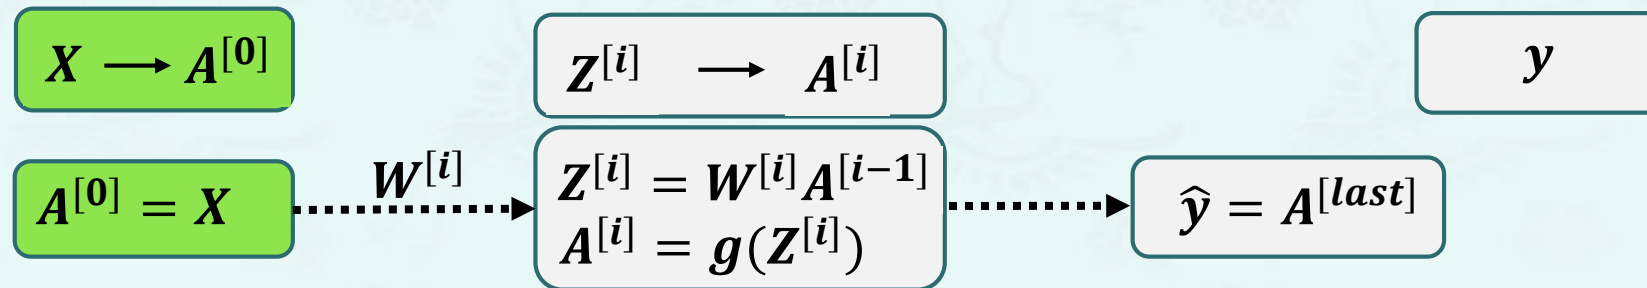 X → A^[0]
Z^[i] → A^[i]
y
A^[0] = X
W^[i]
Z^[i] = W^[i]A^[i−1]
A^[i] = g(Z^[i])
ŷ = A^[last]